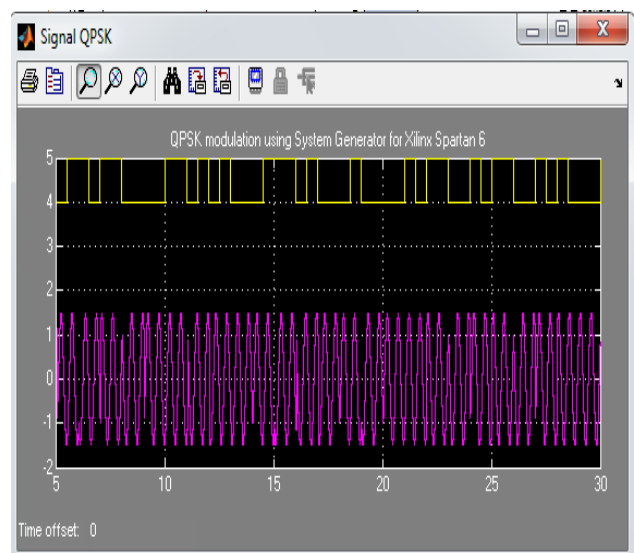 Signal QPSK
QPSK modulation using System Generator for Xilinx Spartan 6
5
4
3
2
1
0
-1
-2
5 10 15 20 25 30
Time offset: 0